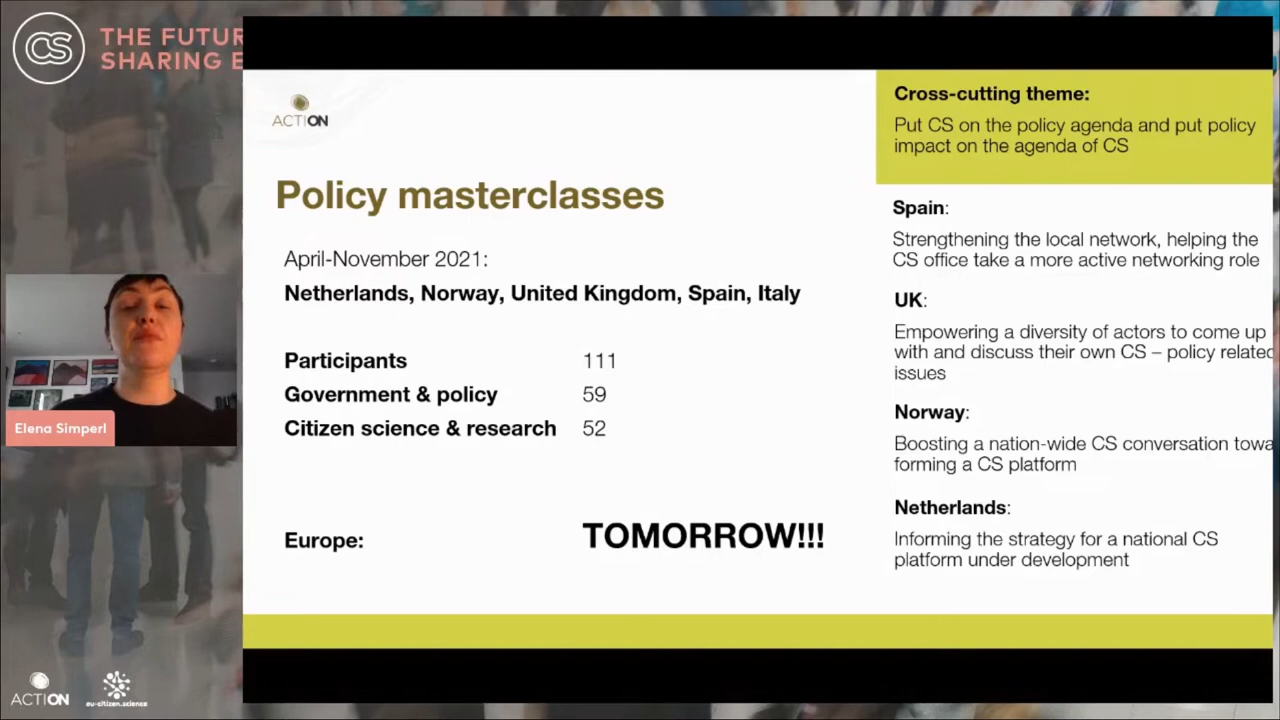 CS
THE FUTUR
SHARING E
ACTION
Policy masterclasses
April-November 2021:
Netherlands, Norway, United Kingdom, Spain, Italy
Participants 111
Government & policy 59
Citizen science & research 52
Europe: TOMORROW!!!
Cross-cutting theme:
Put CS on the policy agenda and put policy
impact on the agenda of CS
Spain:
Strengthening the local network, helping the
CS office take a more active networking role
UK:
Empowering a diversity of actors to come up
with and discuss their own CS – policy related
issues
Norway:
Boosting a nation-wide CS conversation towa
forming a CS platform
Netherlands:
Informing the strategy for a national CS
platform under development
Elena Simperl
ACTION
eu-citizen.science